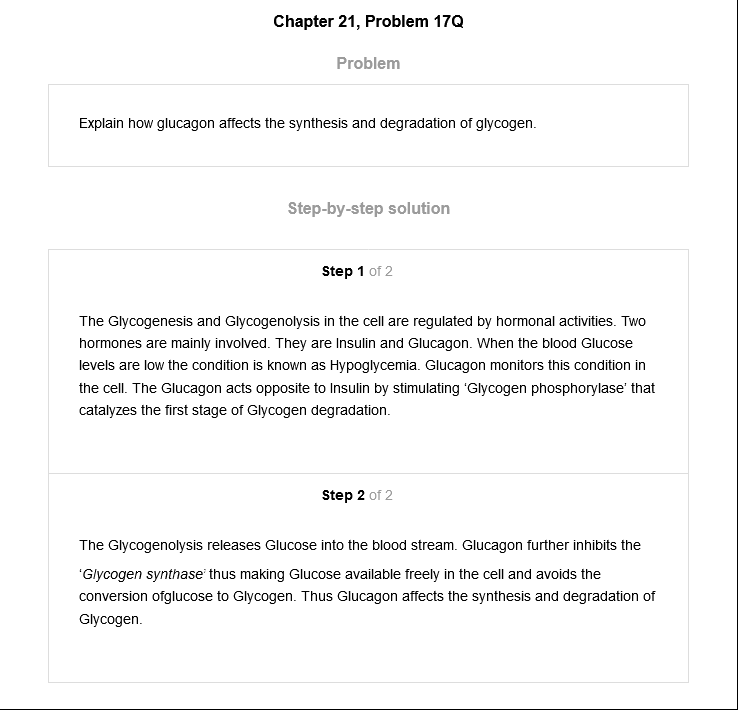 Chapter 21, Problem 17Q
Problem
Explain how glucagon affects the synthesis and degradation of glycogen.
Step-by-step solution
Step 1 of 2
The Glycogenesis and Glycogenolysis in the cell are regulated by hormonal activities. Two
hormones are mainly involved. They are Insulin and Glucagon. When the blood Glucose
levels are low the condition is known as Hypoglycemia. Glucagon monitors this condition in
the cell. The Glucagon acts opposite to Insulin by stimulating ‘Glycogen phosphorylase’ that
catalyzes the first stage of Glycogen degradation.
Step 2 of 2
The Glycogenolysis releases Glucose into the blood stream. Glucagon further inhibits the
‘Glycogen synthase’ thus making Glucose available freely in the cell and avoids the
conversion ofglucose to Glycogen. Thus Glucagon affects the synthesis and degradation of
Glycogen.